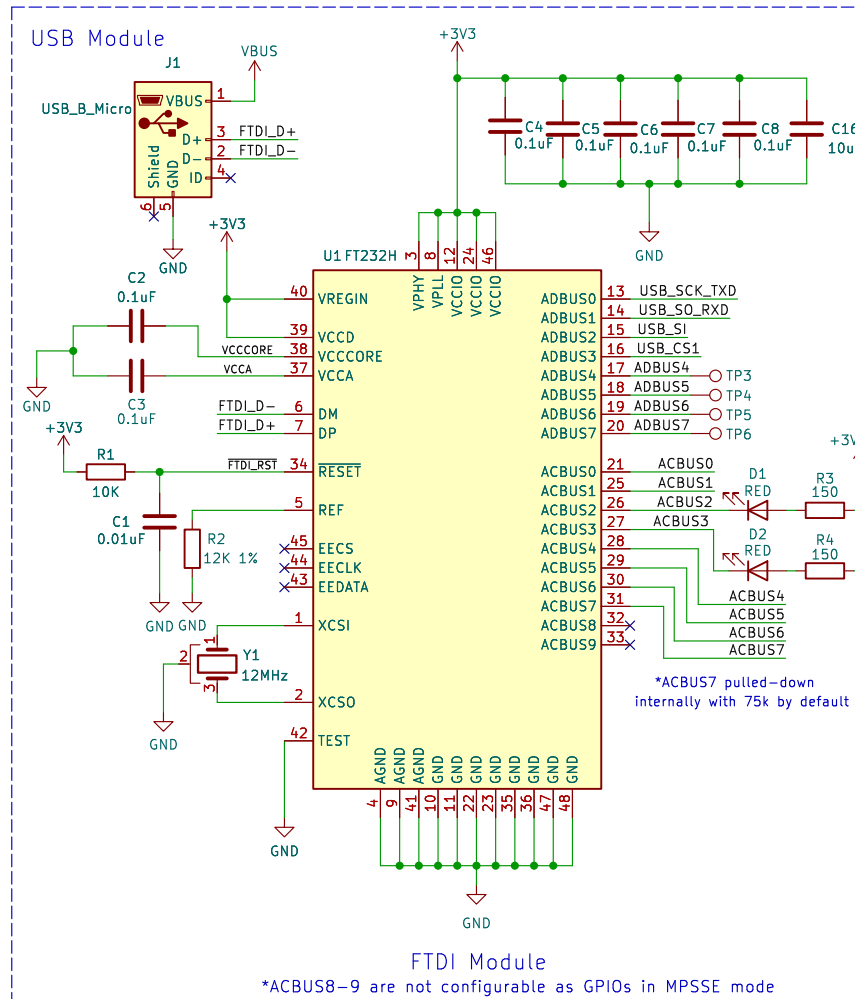 USB Module
J1
VBUS
USB_B_Micro
VBUS 1
D+ 3 FTDI_D+
D- 2 FTDI_D-
ID 4
Shield GND
6 5
GND
+3V3
C4 0.1uF
C5 0.1uF
C6 0.1uF
C7 0.1uF
C8 0.1uF
C16
10u
GND
+3V3
U1 FT232H
3 8 12 24 46
VPHY VPLL VCCIO VCCIO VCCIO
C2
0.1uF
C3
0.1uF
GND
VCCCORE
VCCA
40 VREGIN
39 VCCD
38 VCCCORE
37 VCCA
FTDI_D- 6 DM
FTDI_D+ 7 DP
+3V3
R1
10K
FTDI_RST 34 RESET
5 REF
C1
0.01uF
R2
12K 1%
GND GND
45 EECS
44 EECLK
43 EEDATA
1 XCSI
1
2
3
Y1
12MHz
2 XCSO
GND
42 TEST
GND
ADBUS0 13 USB_SCK_TXD
ADBUS1 14 USB_SO_RXD
ADBUS2 15 USB_SI
ADBUS3 16 USB_CS1
ADBUS4 17 ADBUS4 TP3
ADBUS5 18 ADBUS5 TP4
ADBUS6 19 ADBUS6 TP5
ADBUS7 20 ADBUS7 TP6
ACBUS0 21 ACBUS0
ACBUS1 25 ACBUS1
ACBUS2 26 ACBUS2
ACBUS3 27 ACBUS3
ACBUS4 28
ACBUS5 29
ACBUS6 30
ACBUS7 31
ACBUS8 32
ACBUS9 33
+3V
D1
RED
R3
150
D2
RED
R4
150
ACBUS4
ACBUS5
ACBUS6
ACBUS7
*ACBUS7 pulled-down
internally with 75k by default
AGND AGND AGND GND GND GND GND GND GND GND GND
4 9 41 10 11 22 23 35 36 47 48
GND
FTDI Module
*ACBUS8-9 are not configurable as GPIOs in MPSSE mode